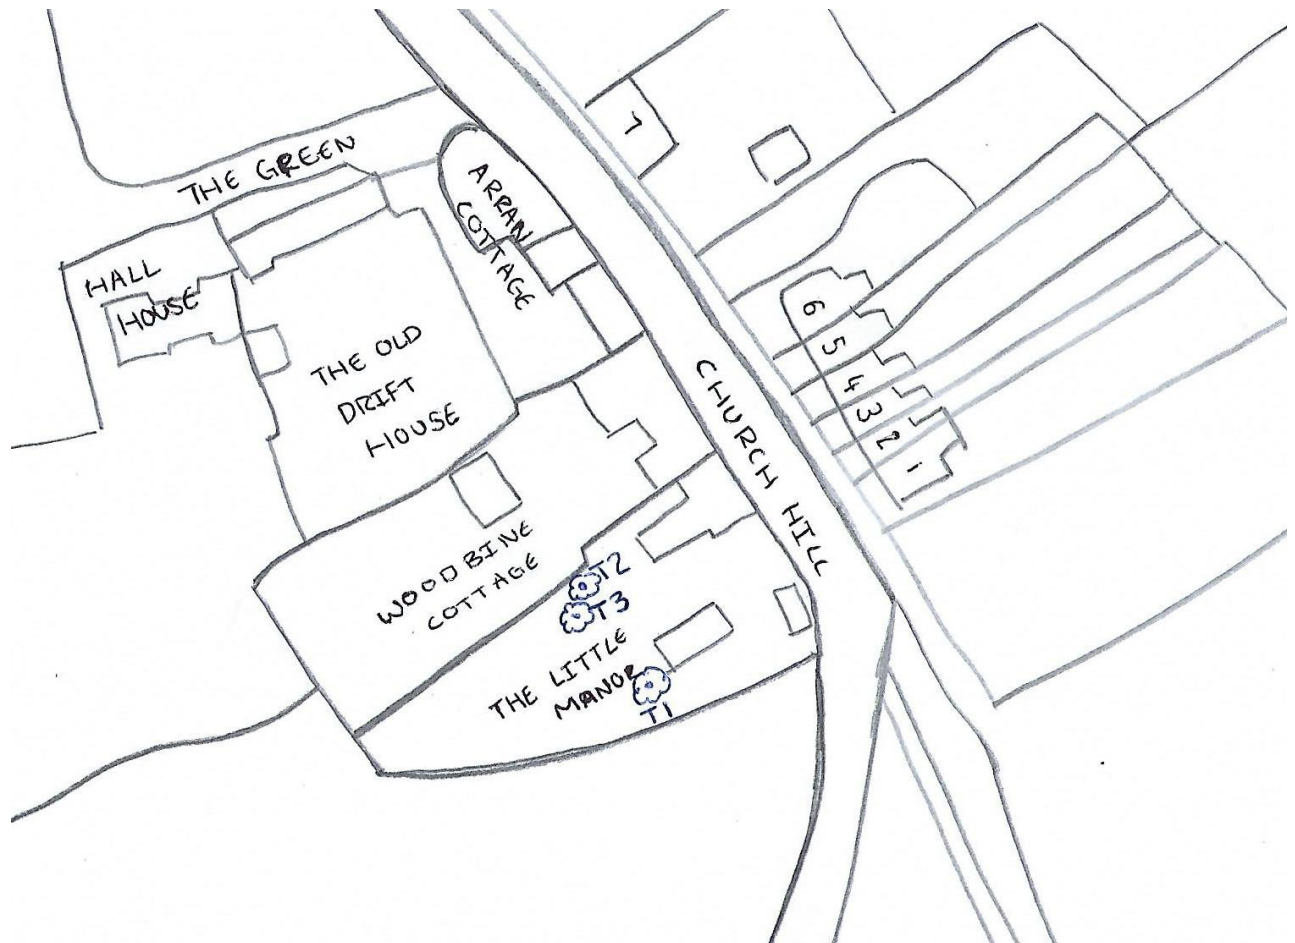 THE GREEN
ARRAN
COTTAGE
HALL
HOUSE
THE OLD
DRIFT
HOUSE
WOODBINE
COTTAGE
THE LITTLE
MANOR
T1
T2
T3
CHURCH HILL
7
6
5
4
3
2
1